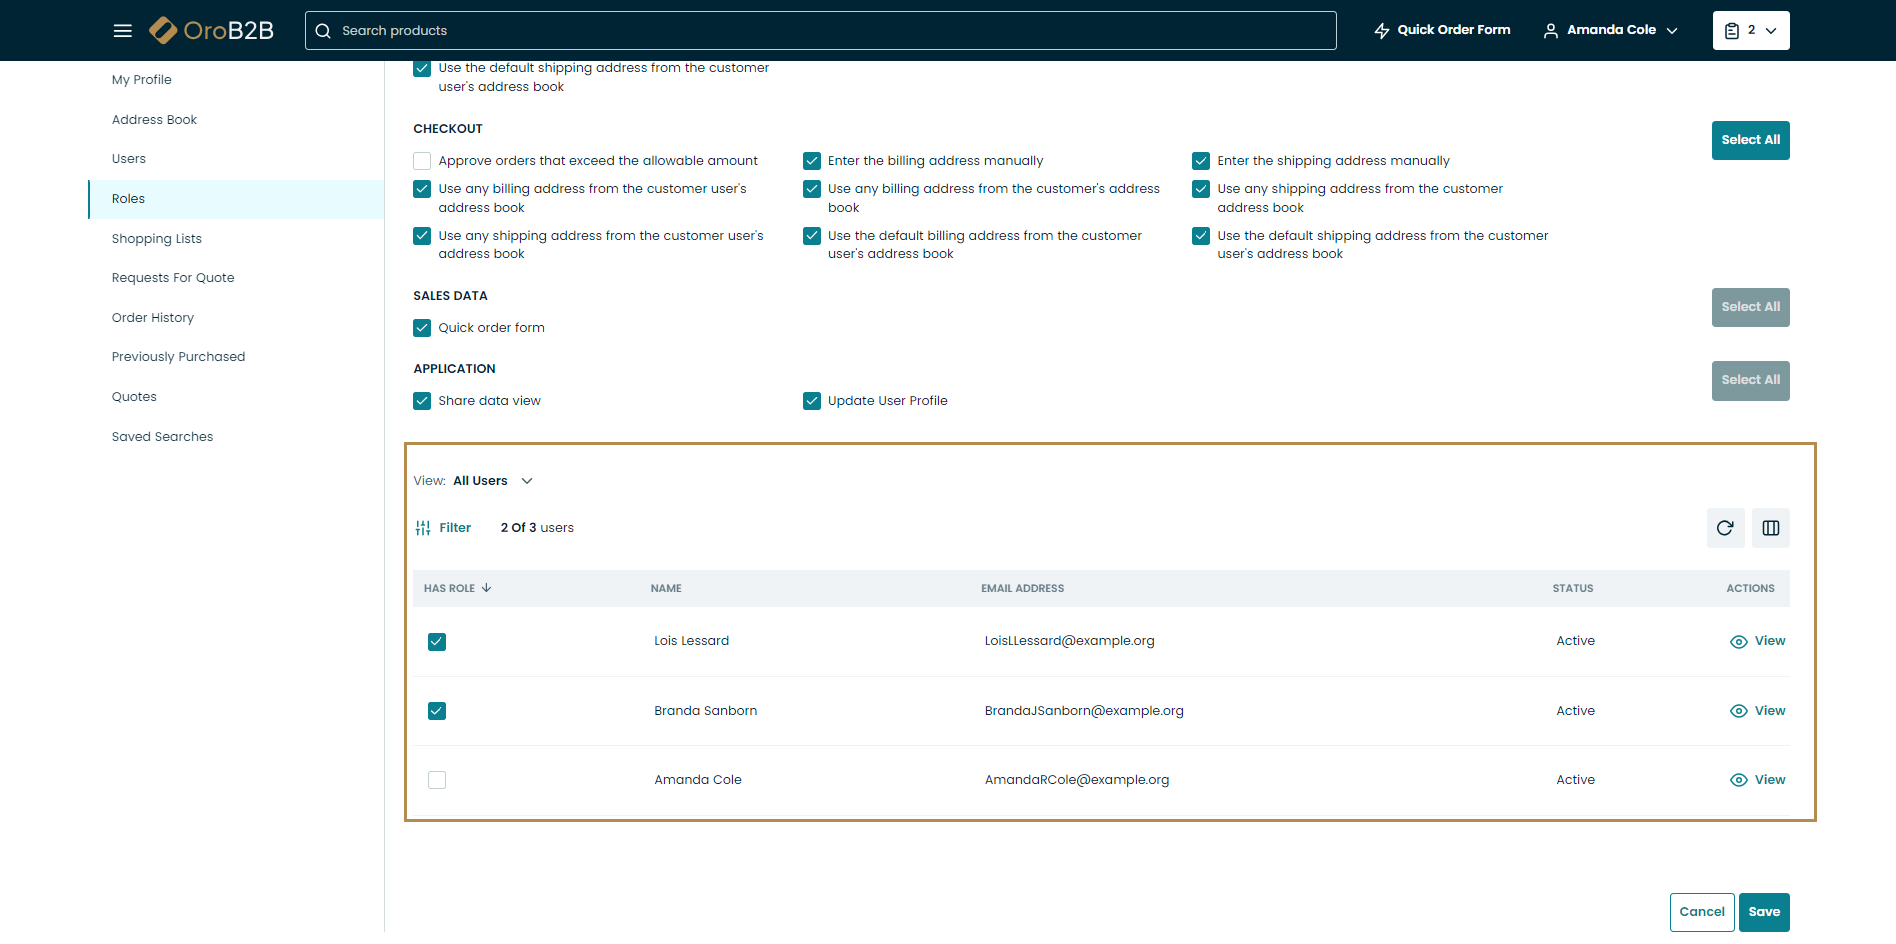 OroB2B
Search products
Quick Order Form
Amanda Cole
2
My Profile
Address Book
Users
Roles
Shopping Lists
Requests For Quote
Order History
Previously Purchased
Quotes
Saved Searches
Use the default shipping address from the customer
user's address book
CHECKOUT
Select All
Approve orders that exceed the allowable amount
Enter the billing address manually
Enter the shipping address manually
Use any billing address from the customer user's
address book
Use any billing address from the customer's address
book
Use any shipping address from the customer
address book
Use any shipping address from the customer user's
address book
Use the default billing address from the customer
user's address book
Use the default shipping address from the customer
user's address book
SALES DATA
Select All
Quick order form
APPLICATION
Select All
Share data view
Update User Profile
View: All Users
Filter 2 Of 3 users
HAS ROLE NAME EMAIL ADDRESS STATUS ACTIONS
Lois Lessard LoisLLessard@example.org Active View
Branda Sanborn BrandaJSanborn@example.org Active View
Amanda Cole AmandaRCole@example.org Active View
Cancel Save